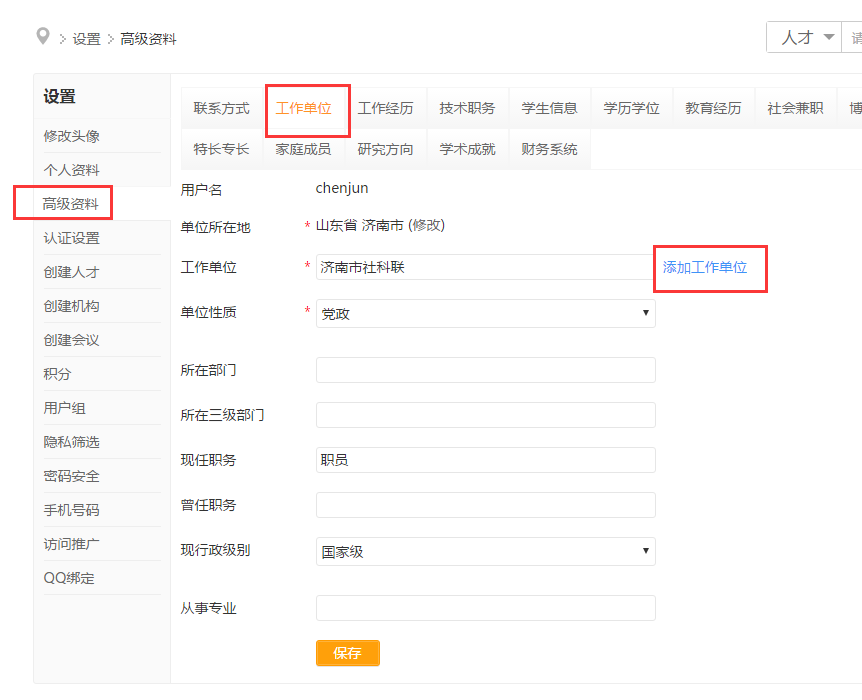 > 设置 > 高级资料
人才 请
设置
修改头像
个人资料
高级资料
认证设置
创建人才
创建机构
创建会议
积分
用户组
隐私筛选
密码安全
手机号码
访问推广
QQ绑定
联系方式 工作单位 工作经历 技术职务 学生信息 学历学位 教育经历 社会兼职 博
特长专长 家庭成员 研究方向 学术成就 财务系统
用户名 chenjun
单位所在地 * 山东省 济南市 (修改)
工作单位 * 济南市社科联 添加工作单位
单位性质 * 党政
所在部门
所在三级部门
现任职务 职员
曾任职务
现行政级别 国家级
从事专业
保存